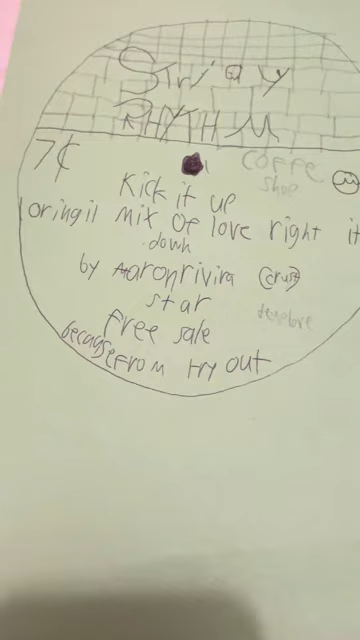 Strialy
RHYTHM
7¢
COFFE
Shop
Kick it up
oringil mix Of love right it
down
by Aaronrivira (crust)
star
free sale
because From try out